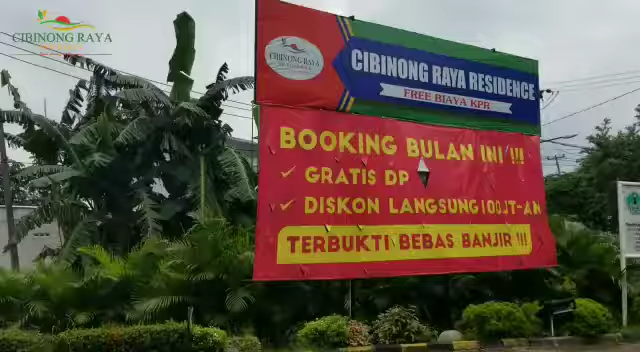 CIBINONG RAYA
CIBINONG RAYA
CIBINONG RAYA RESIDENCE
FREE BIAYA KPR
BOOKING BULAN INI !!!
✓ GRATIS DP
✓ DISKON LANGSUNG 100JT-AN
TERBUKTI BEBAS BANJIR !!!